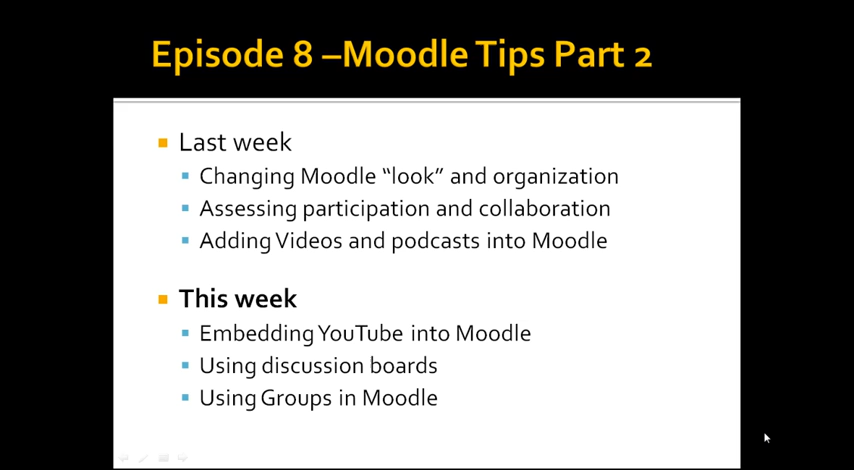 Episode 8 –Moodle Tips Part 2
Last week
Changing Moodle “look” and organization
Assessing participation and collaboration
Adding Videos and podcasts into Moodle
This week
Embedding YouTube into Moodle
Using discussion boards
Using Groups in Moodle